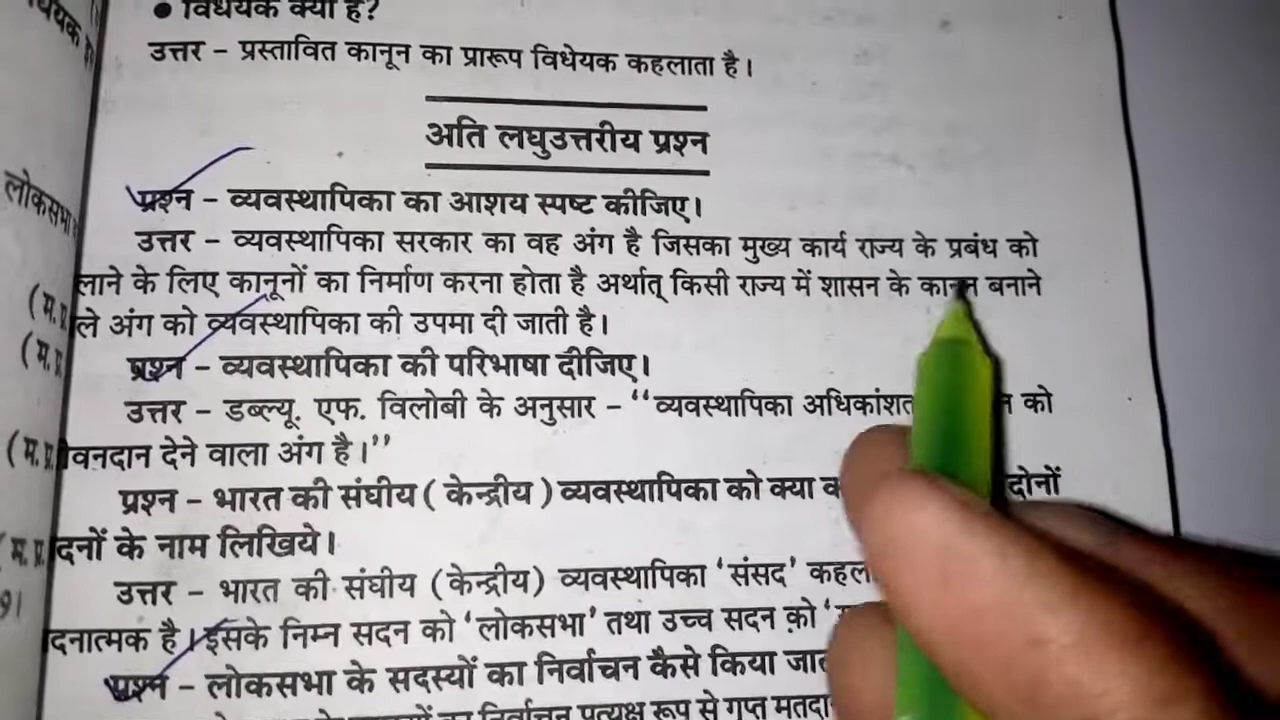 ● विधेयक क्या है?
उत्तर – प्रस्तावित कानून का प्रारूप विधेयक कहलाता है।
अति लघुउत्तरीय प्रश्न
प्रश्न – व्यवस्थापिका का आशय स्पष्ट कीजिए।
उत्तर – व्यवस्थापिका सरकार का वह अंग है जिसका मुख्य कार्य राज्य के प्रबंध को
लाने के लिए कानूनों का निर्माण करना होता है अर्थात् किसी राज्य में शासन के कानून बनाने
ले अंग को व्यवस्थापिका की उपमा दी जाती है।
प्रश्न – व्यवस्थापिका की परिभाषा दीजिए।
उत्तर – डब्ल्यू. एफ. विलोबी के अनुसार – “व्यवस्थापिका अधिकांशत को
वनदान देने वाला अंग है।”
प्रश्न – भारत की संघीय ( केन्द्रीय ) व्यवस्थापिका को क्या दोनों
दनों के नाम लिखिये।
उत्तर – भारत की संघीय (केन्द्रीय) व्यवस्थापिका ‘संसद’
दनात्मक है। इसके निम्न सदन को ‘लोकसभा’ तथा उच्च सदन को
प्रश्न – लोकसभा के सदस्यों का निर्वाचन कैसे किया
निर्वाचन प्रत्यक्ष रूप से गुप्त
लोकसभा